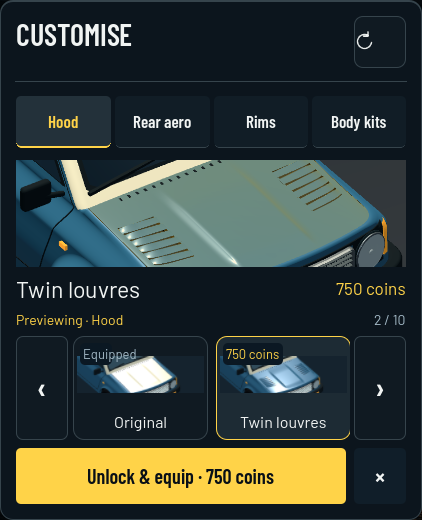 CUSTOMISE
Hood
Rear aero
Rims
Body kits
Twin louvres
750 coins
Previewing · Hood
2 / 10
Equipped
750 coins
‹
Original
Twin louvres
›
Unlock & equip · 750 coins
×